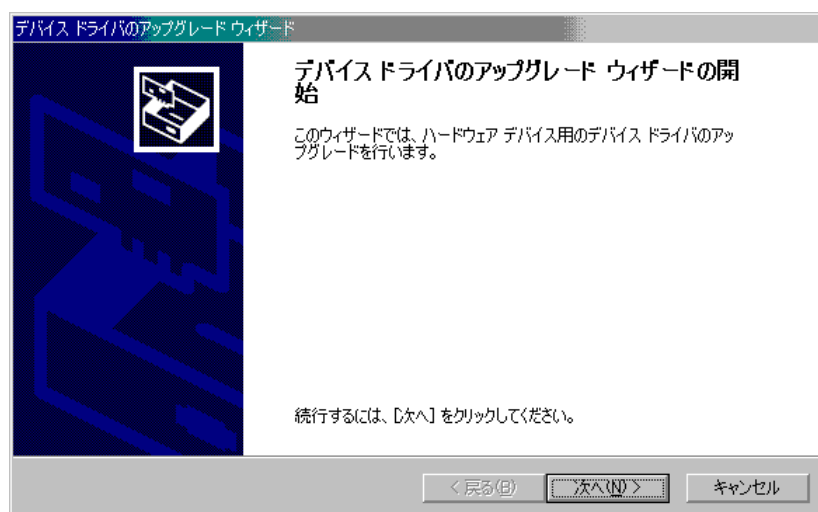 デバイス ドライバのアップグレード ウィザード
デバイス ドライバのアップグレード ウィザードの開
始
このウィザードでは、ハードウェア デバイス用のデバイス ドライバのアッ
プグレードを行います。
続行するには、[次へ] をクリックしてください。
< 戻る(B)
次へ(N) >
キャンセル